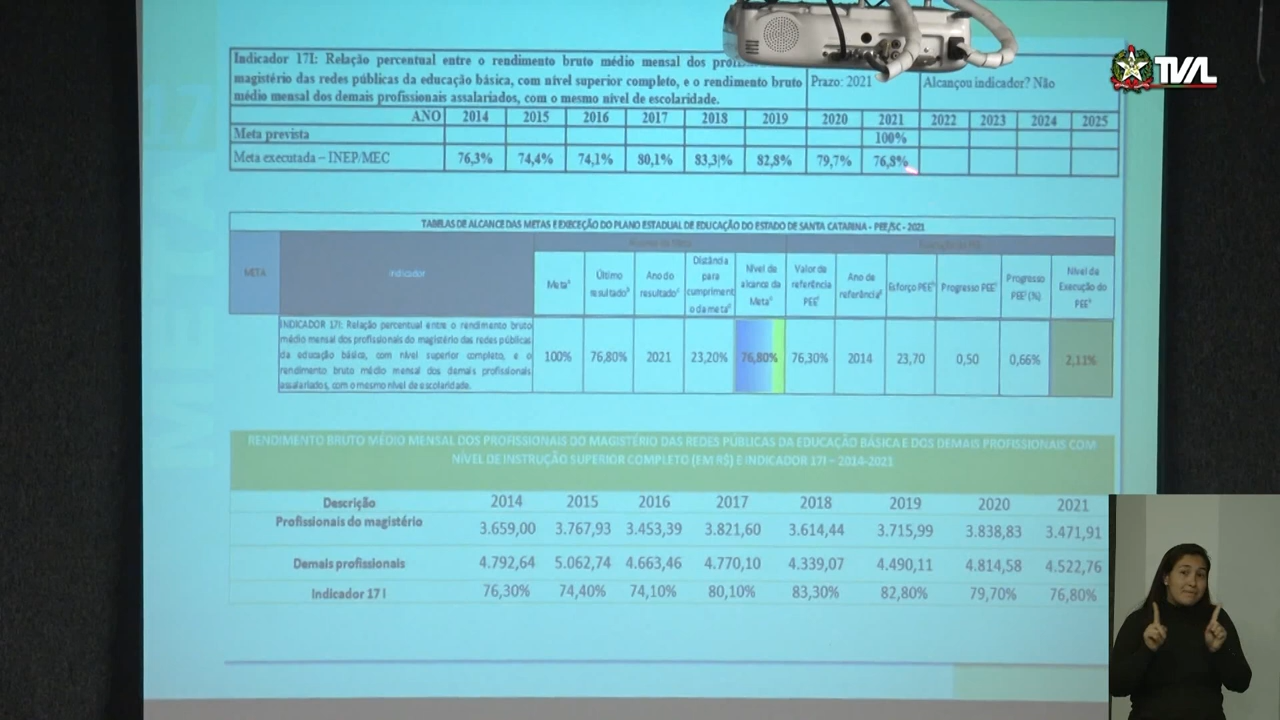 Indicador 17I: Relação percentual entre o rendimento bruto médio mensal dos
magistério das redes públicas da educação básica, com nível superior completo, e o rendimento bruto
médio mensal dos demais profissionais assalariados, com o mesmo nível de escolaridade.
Prazo: 2021
Alcançou indicador? Não
TVAL
ANO 2014 2015 2016 2017 2018 2019 2020 2021 2022 2023 2024 2025
Meta prevista 100%
Meta executada – INEP/MEC 76,3% 74,4% 74,1% 80,1% 83,3% 82,8% 79,7% 76,8%
META 17
TABELAS DE ALCANCE DAS METAS E EXECEÇÃO DO PLANO ESTADUAL DE EDUCAÇÃO DO ESTADO DE SANTA CATARINA - PEE/SC - 2021
META
Indicador
Meta
Último
resultado
Ano do
resultado
Distância
para
cumpriment
o da meta
Nível de
alcance da
Meta
Valor de
referência
PEE
Ano de
referência
Esforço PEE
Progresso PEE
Progresso
PEE (%)
Nível de
Execução do
PEE
INDICADOR 17I: Relação percentual entre o rendimento bruto
médio mensal dos profissionais do magistério das redes públicas
da educação básica, com nível superior completo, e o
rendimento bruto médio mensal dos demais profissionais
assalariados, com o mesmo nível de escolaridade.
100% 76,80% 2021 23,20% 76,80% 76,30% 2014 23,70 0,50 0,66% 2,11%
RENDIMENTO BRUTO MÉDIO MENSAL DOS PROFISSIONAIS DO MAGISTÉRIO DAS REDES PÚBLICAS DA EDUCAÇÃO BÁSICA E DOS DEMAIS PROFISSIONAIS COM
NÍVEL DE INSTRUÇÃO SUPERIOR COMPLETO (EM R$) E INDICADOR 17I – 2014-2021
Descrição 2014 2015 2016 2017 2018 2019 2020 2021
Profissionais do magistério 3.659,00 3.767,93 3.453,39 3.821,60 3.614,44 3.715,99 3.838,83 3.471,91
Demais profissionais 4.792,64 5.062,74 4.663,46 4.770,10 4.339,07 4.490,11 4.814,58 4.522,76
Indicador 17 I 76,30% 74,40% 74,10% 80,10% 83,30% 82,80% 79,70% 76,80%